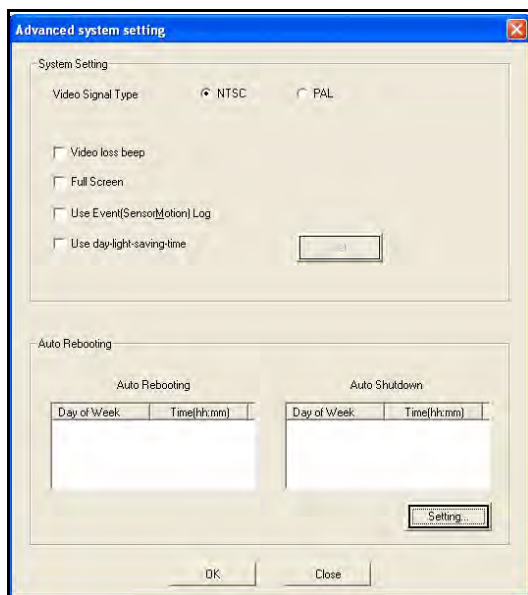 Advanced system setting
System Setting
Video Signal Type NTSC PAL
Video loss beep
Full Screen
Use Event(SensorMotion) Log
Use day-light-saving-time
Auto Rebooting
Auto Rebooting Auto Shutdown
Day of Week Time(hh:mm) Day of Week Time(hh:mm)
Setting...
OK Close